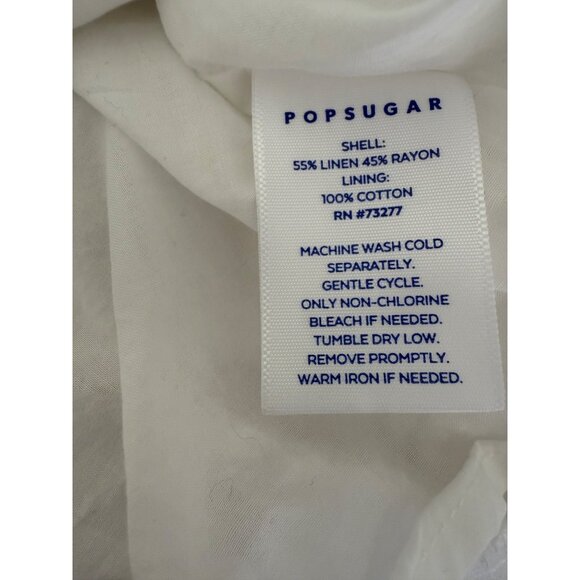 POPSUGAR
SHELL:
55% LINEN 45% RAYON
LINING:
100% COTTON
RN #73277
MACHINE WASH COLD
SEPARATELY.
GENTLE CYCLE.
ONLY NON-CHLORINE
BLEACH IF NEEDED.
TUMBLE DRY LOW.
REMOVE PROMPTLY.
WARM IRON IF NEEDED.